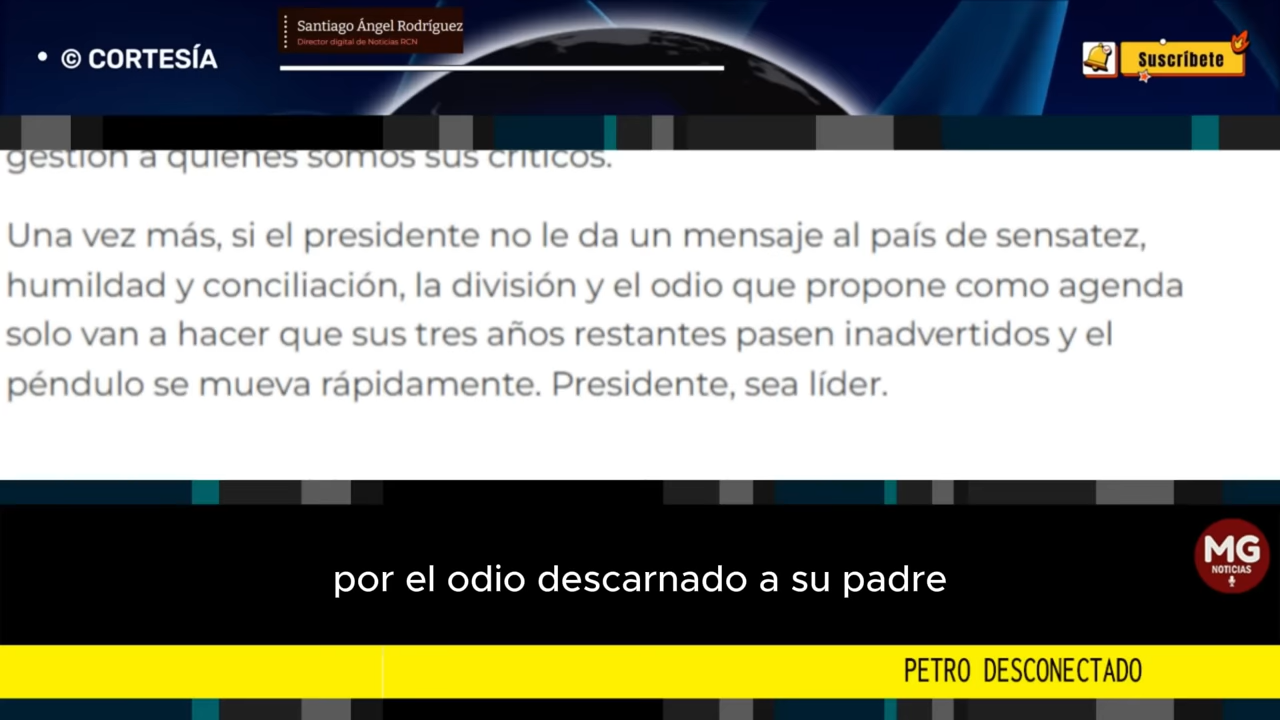 Santiago Ángel Rodríguez
Director digital de Noticias RCN
• © CORTESÍA
Suscríbete
gestión a quienes somos sus críticos.
Una vez más, si el presidente no le da un mensaje al país de sensatez,
humildad y conciliación, la división y el odio que propone como agenda
solo van a hacer que sus tres años restantes pasen inadvertidos y el
péndulo se mueva rápidamente. Presidente, sea líder.
MG
NOTICIAS
por el odio descarnado a su padre
PETRO DESCONECTADO